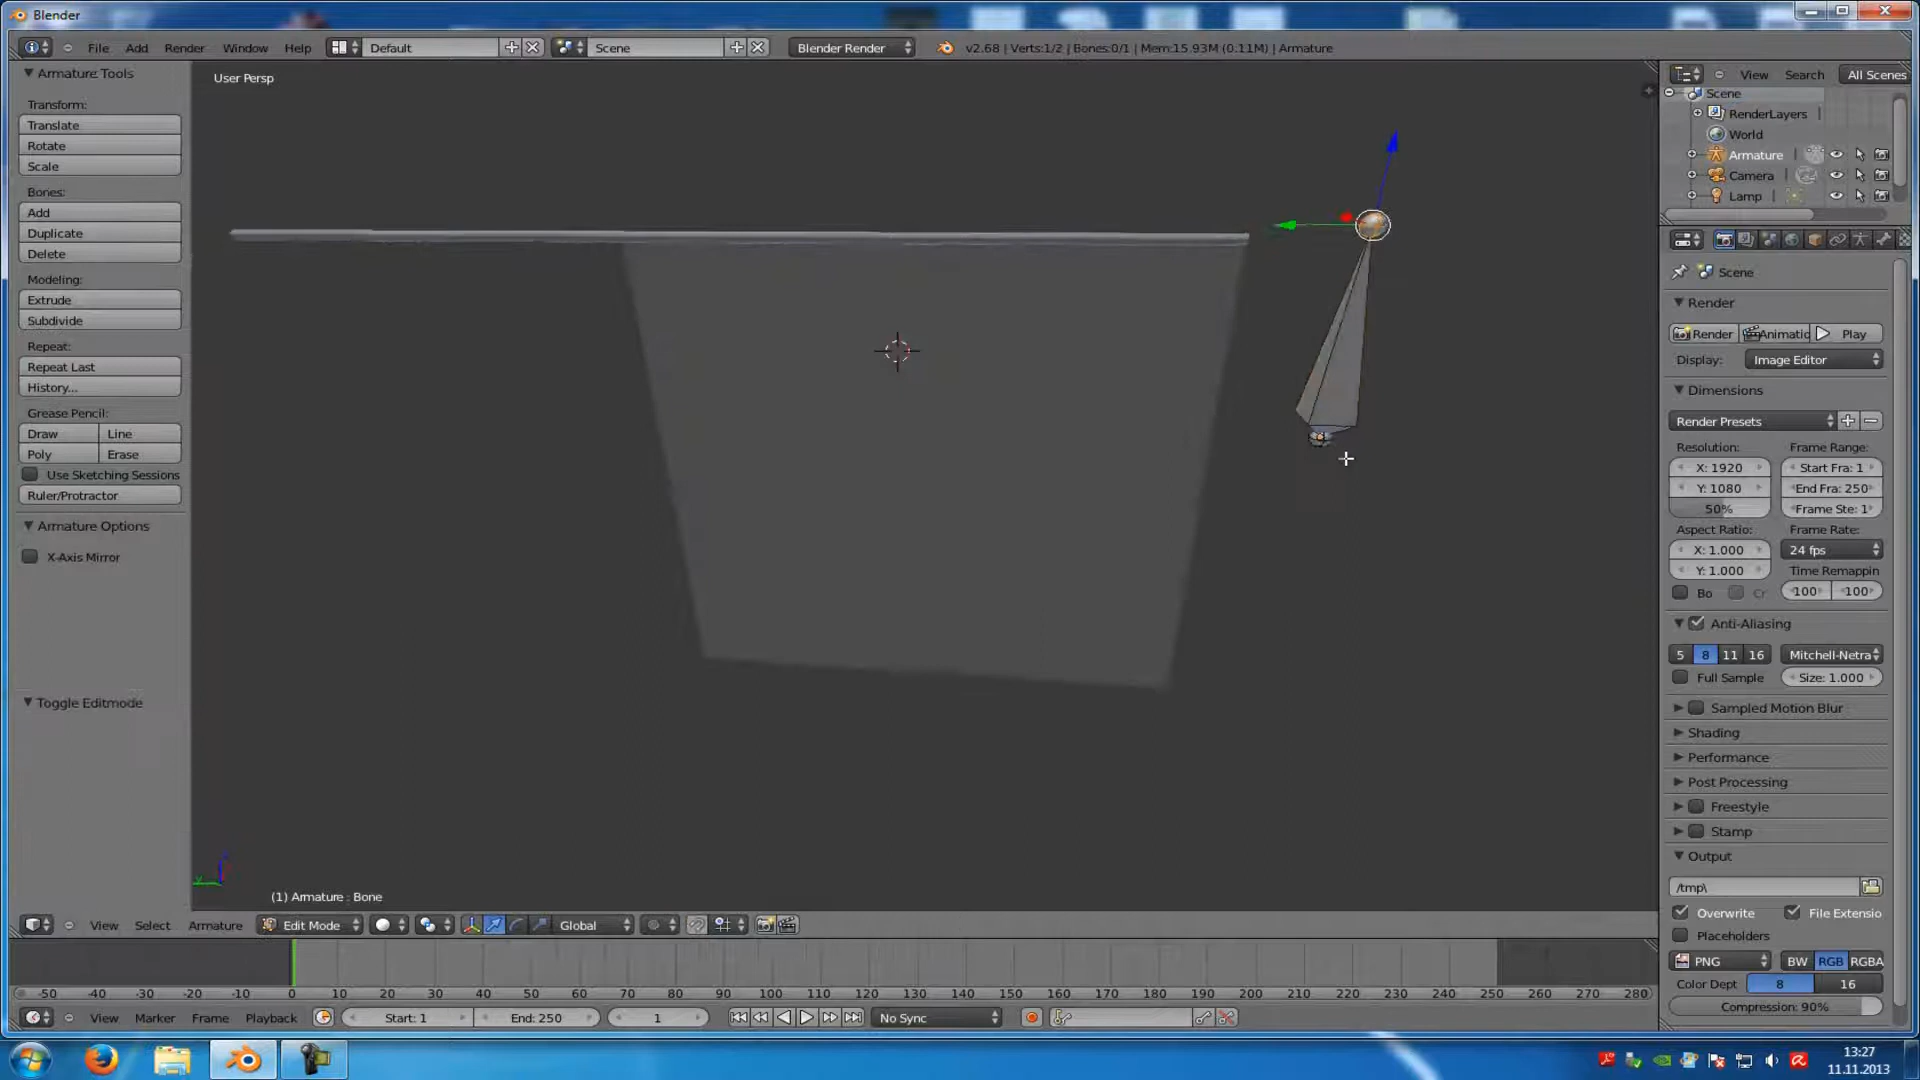 Blender
File Add Render Window Help Default Scene Blender Render v2.68 | Verts:1/2 | Bones:0/1 | Mem:15.93M (0.11M) | Armature
Armature Tools
Transform:
Translate
Rotate
Scale
Bones:
Add
Duplicate
Delete
Modeling:
Extrude
Subdivide
Repeat:
Repeat Last
History...
Grease Pencil:
Draw Line
Poly Erase
Use Sketching Sessions
Ruler/Protractor
Armature Options
X-Axis Mirror
Toggle Editmode
User Persp
(1) Armature : Bone
View Select Armature Edit Mode Global
View Search All Scenes
Scene
RenderLayers
World
Armature
Camera
Lamp
Scene
Render
Render Animatic Play
Display: Image Editor
Dimensions
Render Presets
Resolution: Frame Range:
X: 1920 Start Fra: 1
Y: 1080 End Fra: 250
50% Frame Ste: 1
Aspect Ratio: Frame Rate:
X: 1.000 24 fps
Y: 1.000 Time Remappin
Bo Cr 100 100
Anti-Aliasing
5 8 11 16 Mitchell-Netra
Full Sample Size: 1.000
Sampled Motion Blur
Shading
Performance
Post Processing
Freestyle
Stamp
Output
/tmp\
Overwrite File Extensio
Placeholders
PNG BW RGB RGBA
Color Dept 8 16
Compression: 90%
-50 -40 -30 -20 -10 0 10 20 30 40 50 60 70 80 90 100 110 120 130 140 150 160 170 180 190 200 210 220 230 240 250 260 270 280
View Marker Frame Playback Start: 1 End: 250 1 No Sync
13:27
11.11.2013